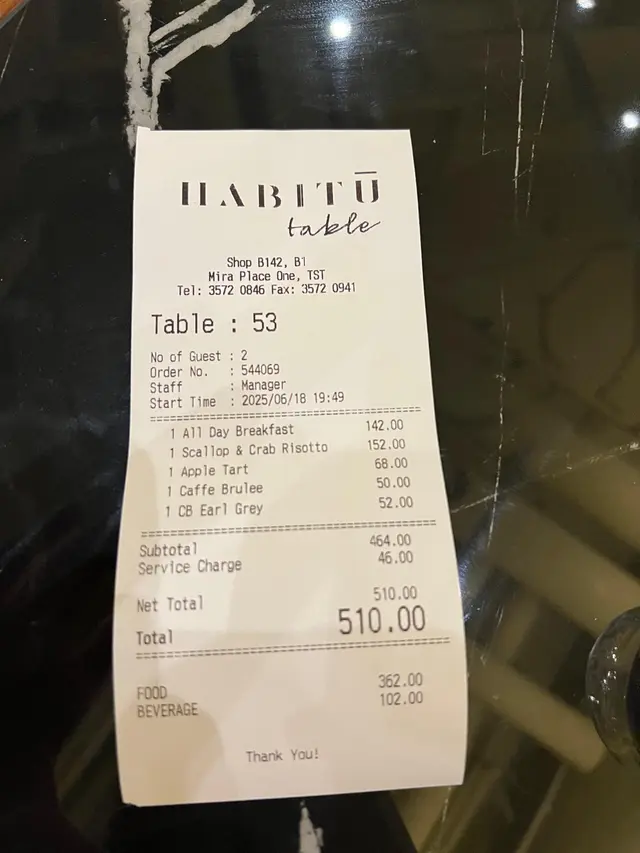 HABITŪ
table
Shop B142, B1
Mira Place One, TST
Tel: 3572 0846 Fax: 3572 0941
Table : 53
No of Guest : 2
Order No. : 544069
Staff : Manager
Start Time : 2025/06/18 19:49
1 All Day Breakfast 142.00
1 Scallop & Crab Risotto 152.00
1 Apple Tart 68.00
1 Caffe Brulee 50.00
1 CB Earl Grey 52.00
Subtotal 464.00
Service Charge 46.00
Net Total 510.00
Total 510.00
FOOD 362.00
BEVERAGE 102.00
Thank You!